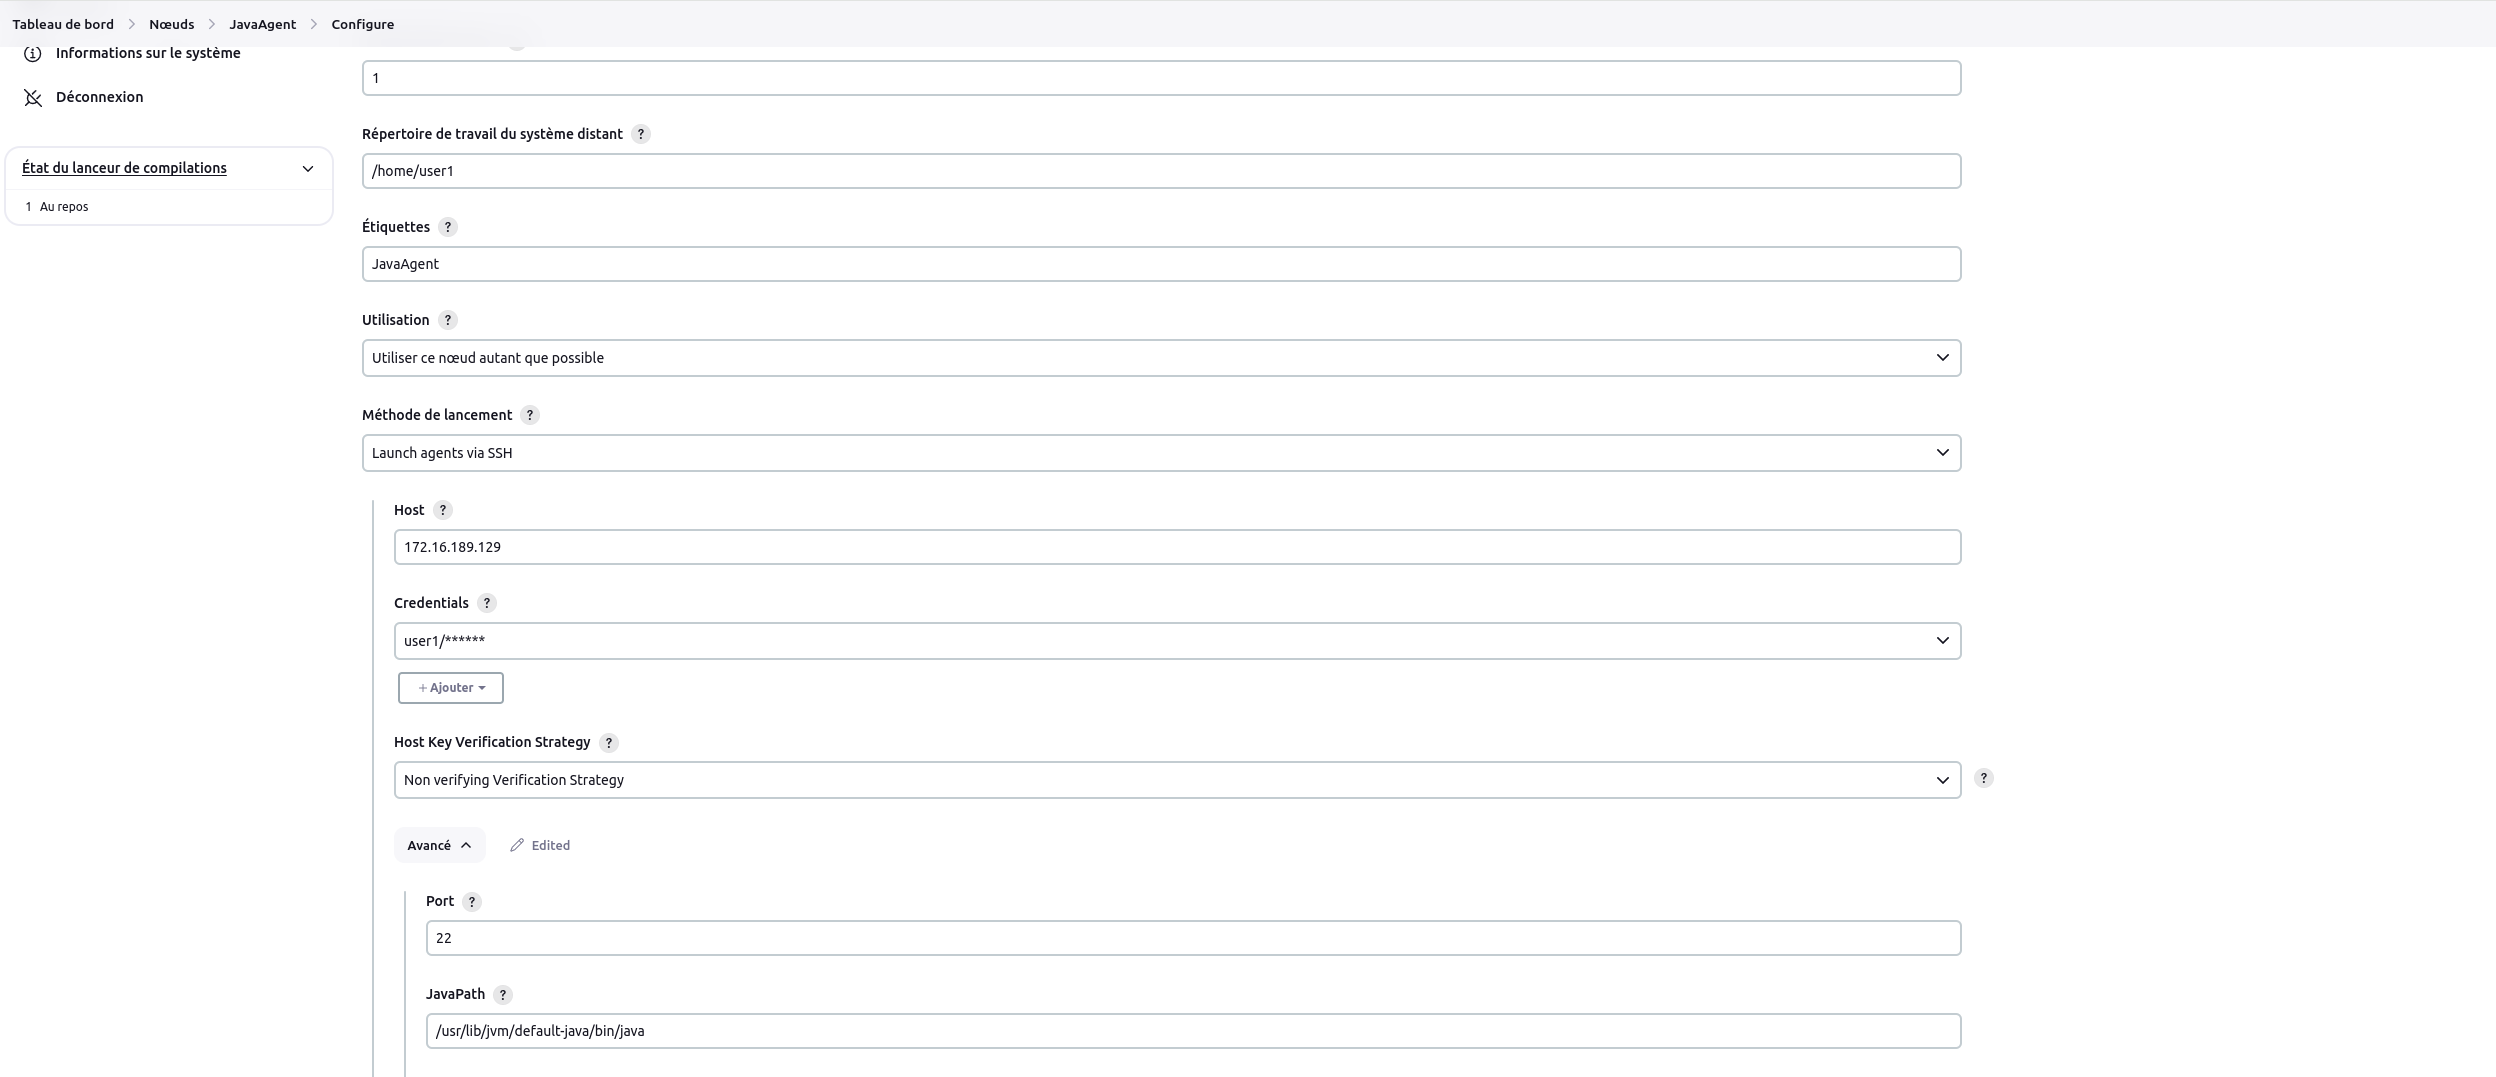 Tableau de bord > Nœuds > JavaAgent > Configure
Informations sur le système
Déconnexion
État du lanceur de compilations
1 Au repos
1
Répertoire de travail du système distant ?
/home/user1
Étiquettes ?
JavaAgent
Utilisation ?
Utiliser ce nœud autant que possible
Méthode de lancement ?
Launch agents via SSH
Host ?
172.16.189.129
Credentials ?
user1/******
+ Ajouter
Host Key Verification Strategy ?
Non verifying Verification Strategy
?
Avancé
Edited
Port ?
22
JavaPath ?
/usr/lib/jvm/default-java/bin/java